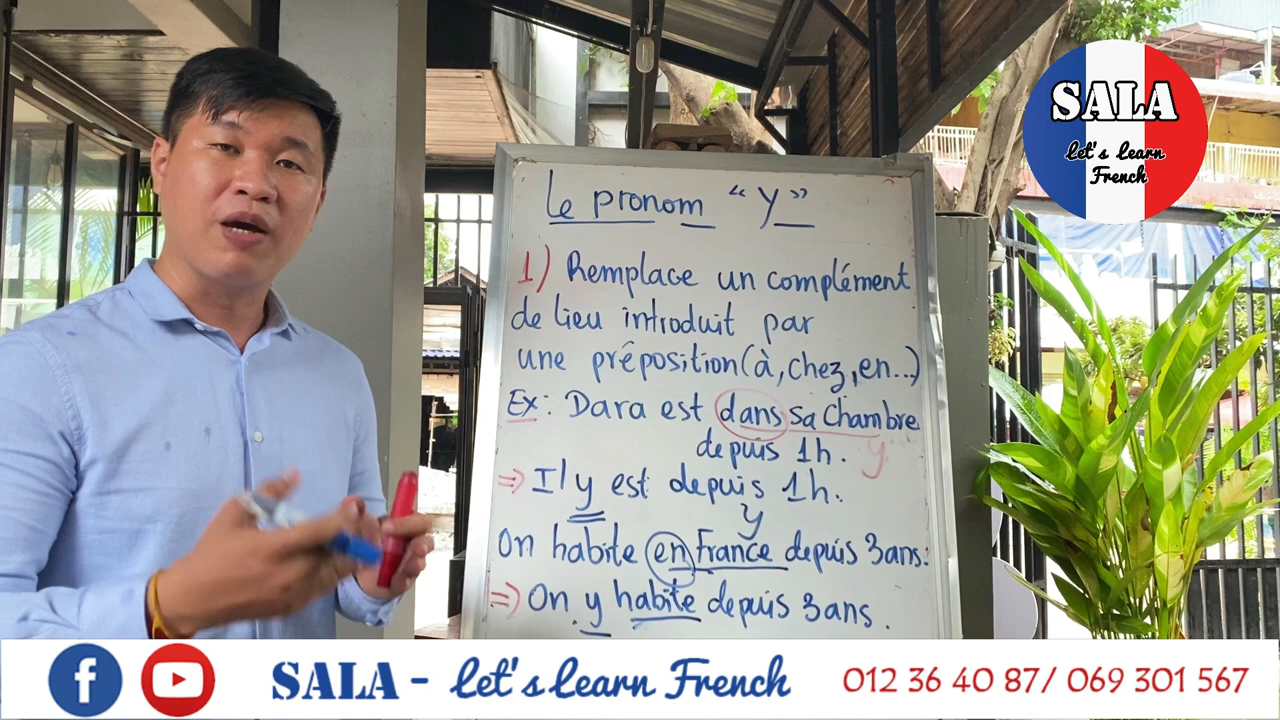 SALA
Let's Learn
French
le pronom “y”
1) Remplace un complément
de lieu introduit par
une préposition (à, chez, en...)
Ex: Dara est dans sa chambre
depuis 1h. y
=> Il y est depuis 1h.
y
On habite en France depuis 3ans.
=> On y habite depuis 3ans.
f
SALA - Let's Learn French
012 36 40 87/ 069 301 567